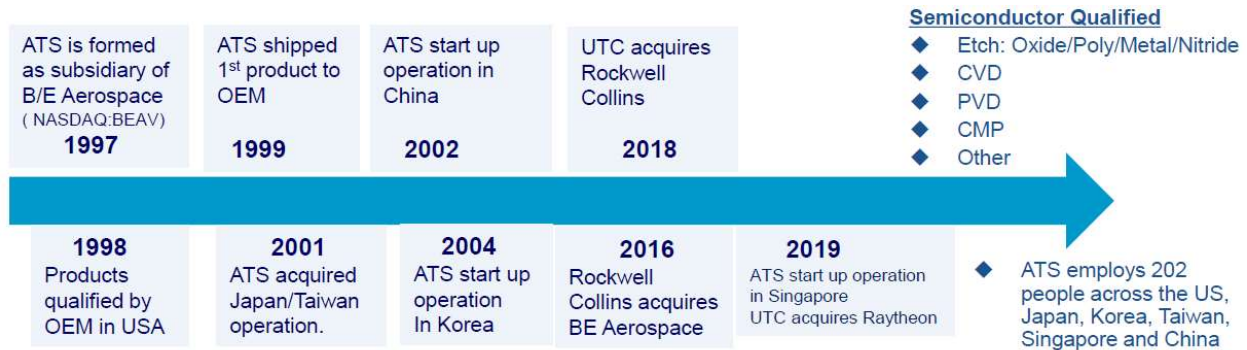 ATS is formed
as subsidiary of
B/E Aerospace
( NASDAQ:BEAV)
1997
ATS shipped
1st product to
OEM
1999
ATS start up
operation in
China
2002
UTC acquires
Rockwell
Collins
2018
Semiconductor Qualified
◆ Etch: Oxide/Poly/Metal/Nitride
◆ CVD
◆ PVD
◆ CMP
◆ Other
1998
Products
qualified by
OEM in USA
2001
ATS acquired
Japan/Taiwan
operation.
2004
ATS start up
operation
In Korea
2016
Rockwell
Collins acquires
BE Aerospace
2019
ATS start up operation
in Singapore
UTC acquires Raytheon
◆ ATS employs 202
people across the US,
Japan, Korea, Taiwan,
Singapore and China